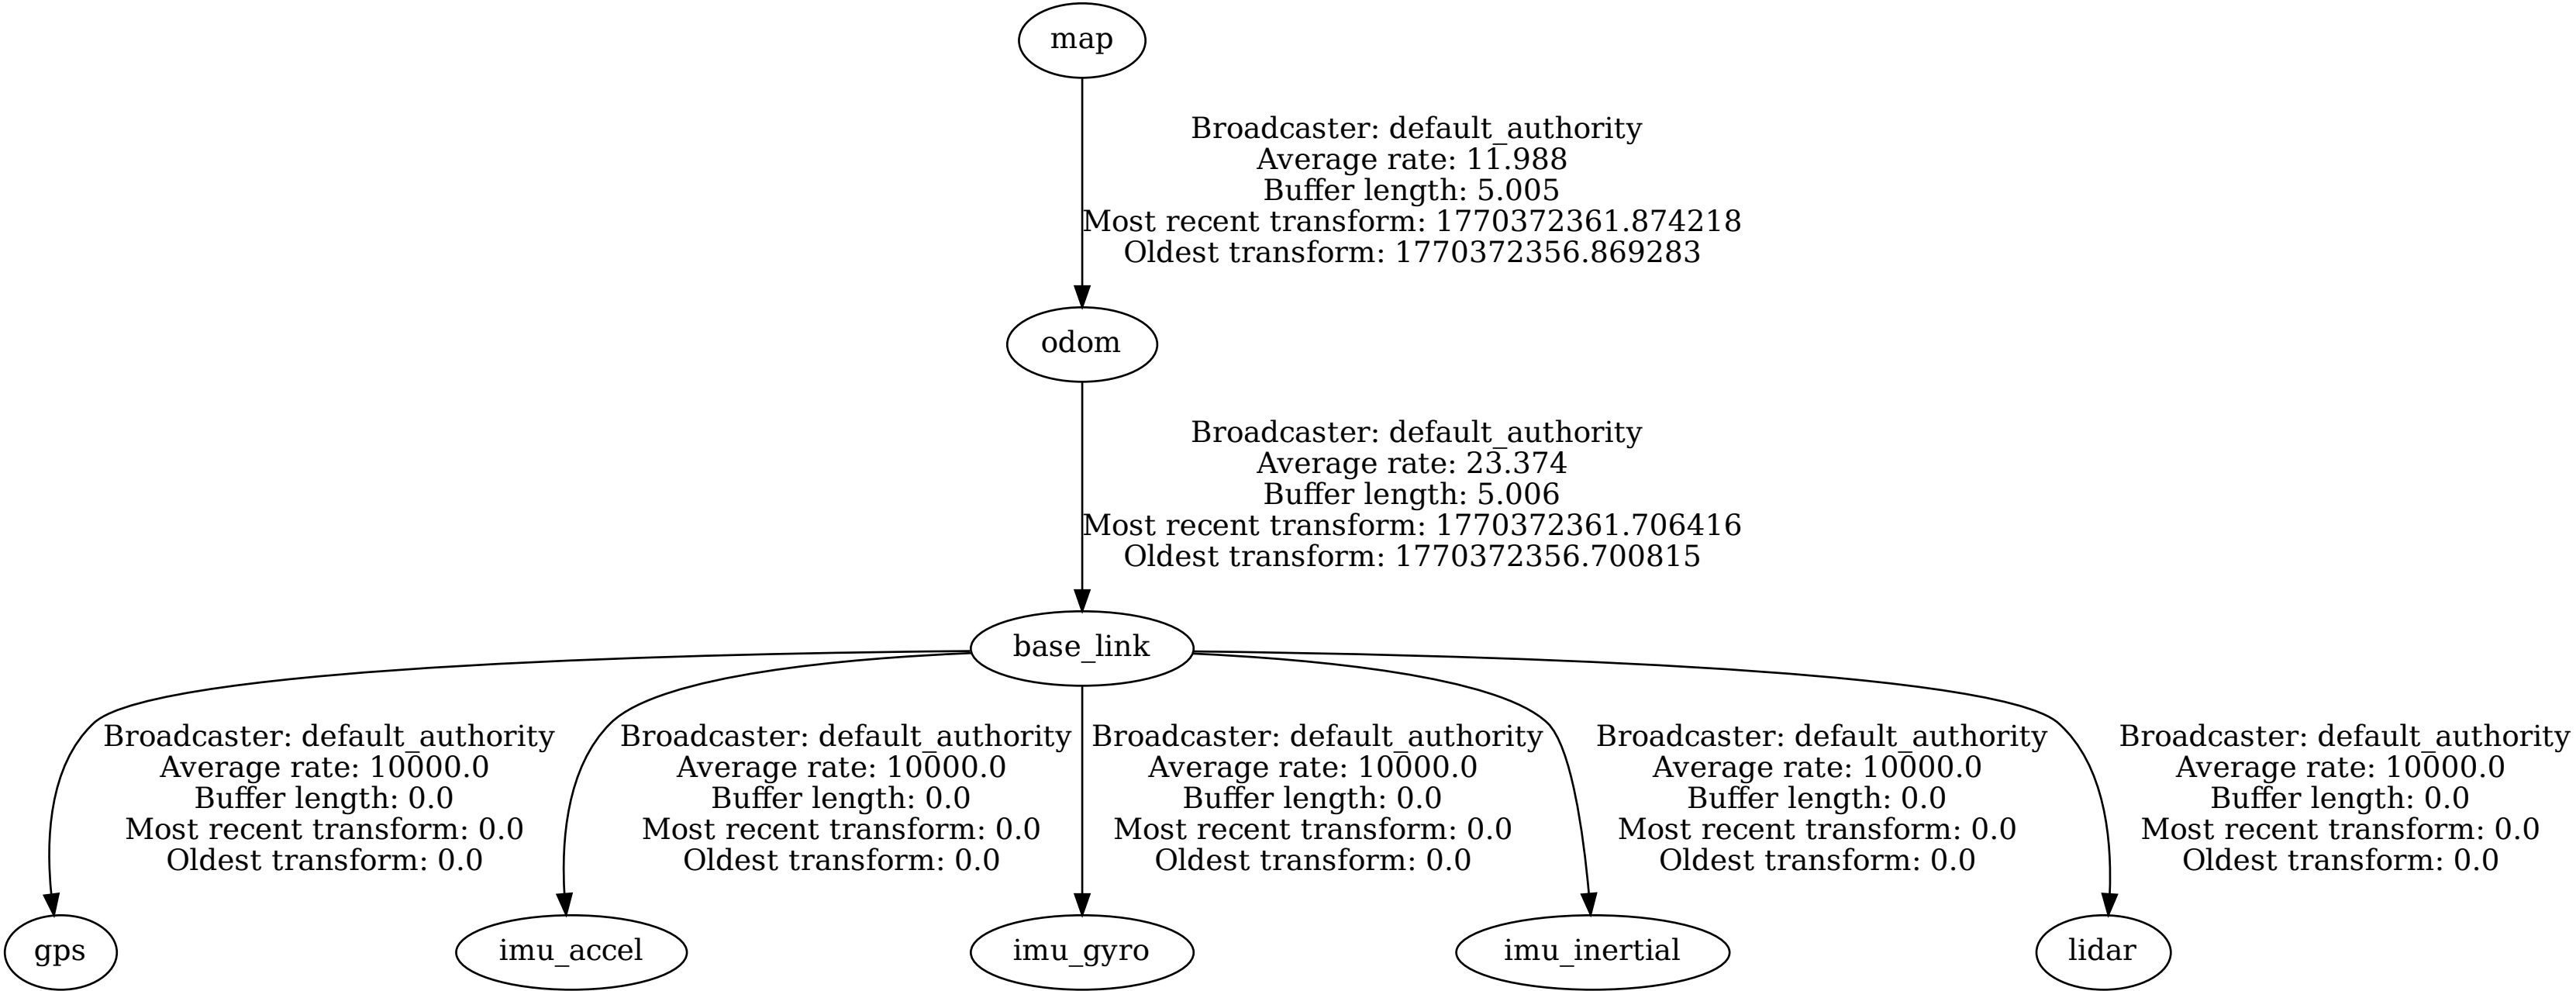 map
Broadcaster: default_authority
Average rate: 11.988
Buffer length: 5.005
Most recent transform: 1770372361.874218
Oldest transform: 1770372356.869283
odom
Broadcaster: default_authority
Average rate: 23.374
Buffer length: 5.006
Most recent transform: 1770372361.706416
Oldest transform: 1770372356.700815
base_link
Broadcaster: default_authority
Average rate: 10000.0
Buffer length: 0.0
Most recent transform: 0.0
Oldest transform: 0.0
Broadcaster: default_authority
Average rate: 10000.0
Buffer length: 0.0
Most recent transform: 0.0
Oldest transform: 0.0
Broadcaster: default_authority
Average rate: 10000.0
Buffer length: 0.0
Most recent transform: 0.0
Oldest transform: 0.0
Broadcaster: default_authority
Average rate: 10000.0
Buffer length: 0.0
Most recent transform: 0.0
Oldest transform: 0.0
Broadcaster: default_authority
Average rate: 10000.0
Buffer length: 0.0
Most recent transform: 0.0
Oldest transform: 0.0
gps
imu_accel
imu_gyro
imu_inertial
lidar